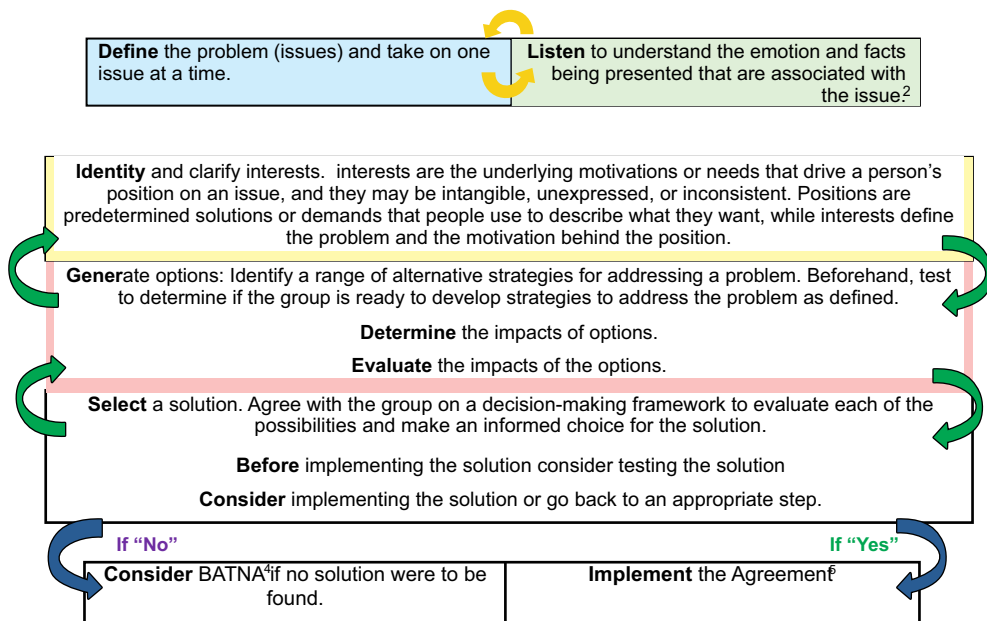 Define the problem (issues) and take on one
issue at a time.
Listen to understand the emotion and facts
being presented that are associated with
the issue.2
Identity and clarify interests.  interests are the underlying motivations or needs that drive a person's
position on an issue, and they may be intangible, unexpressed, or inconsistent. Positions are
predetermined solutions or demands that people use to describe what they want, while interests define
the problem and the motivation behind the position.
Generate options: Identify a range of alternative strategies for addressing a problem. Beforehand, test
to determine if the group is ready to develop strategies to address the problem as defined.
Determine the impacts of options.
Evaluate the impacts of the options.
Select a solution. Agree with the group on a decision-making framework to evaluate each of the
possibilities and make an informed choice for the solution.
Before implementing the solution consider testing the solution
Consider implementing the solution or go back to an appropriate step.
If “No”
If “Yes”
Consider BATNA4if no solution were to be
found.
Implement the Agreement5